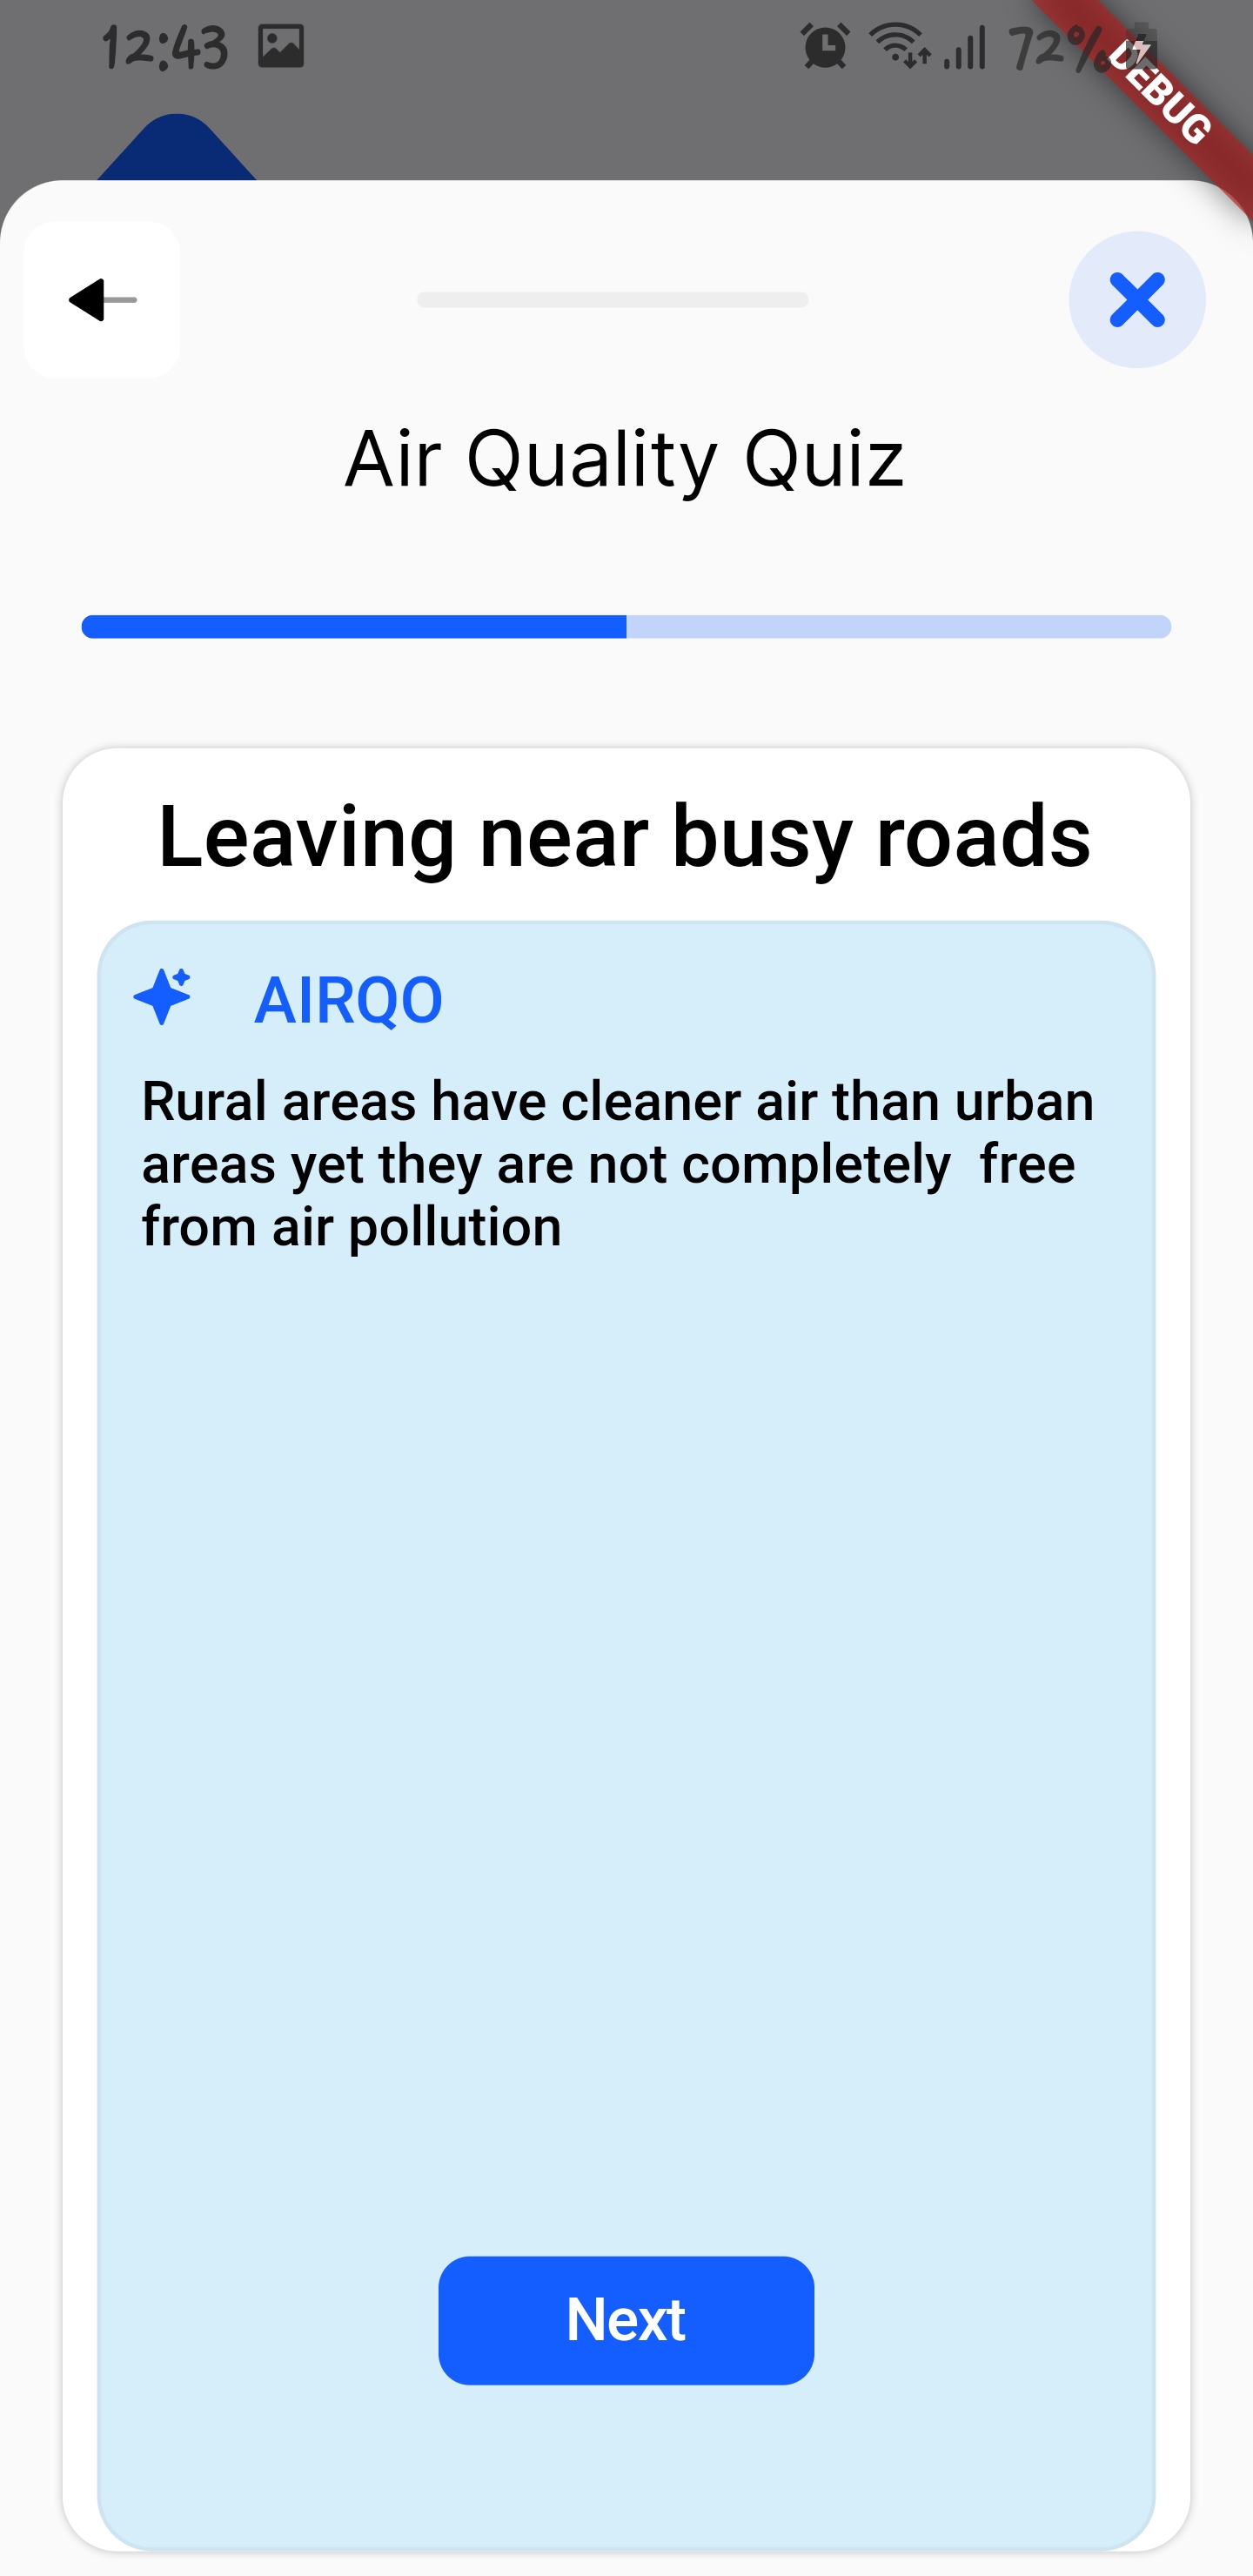 12:43
72%
DEBUG
Air Quality Quiz
Leaving near busy roads
AIRQO
Rural areas have cleaner air than urban
areas yet they are not completely  free
from air pollution
Next